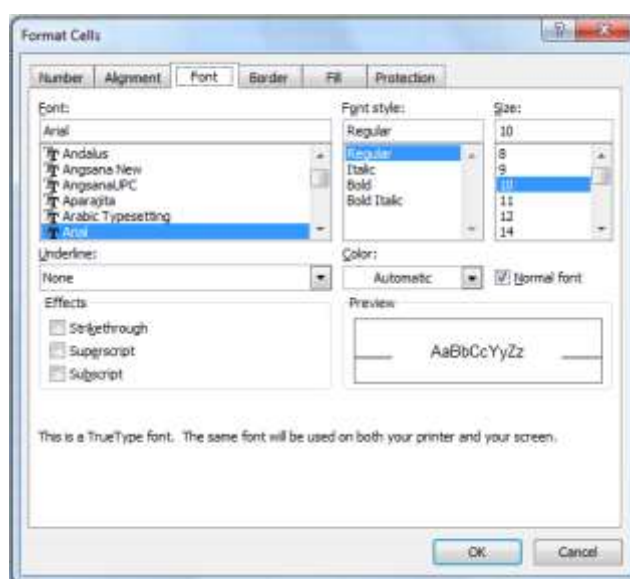 Format Cells
Number Alignment Font Border Fill Protection
Font: Font style: Size:
Arial Regular 10
Andalus Regular 8
Angsana New Italic 9
AngsanaUPC Bold 10
Aparajita Bold Italic 11
Arabic Typesetting 12
Arial 14
Underline: Color:
None Automatic Normal font
Effects Preview
Strikethrough
Superscript AaBbCcYyZz
Subscript
This is a TrueType font. The same font will be used on both your printer and your screen.
OK Cancel